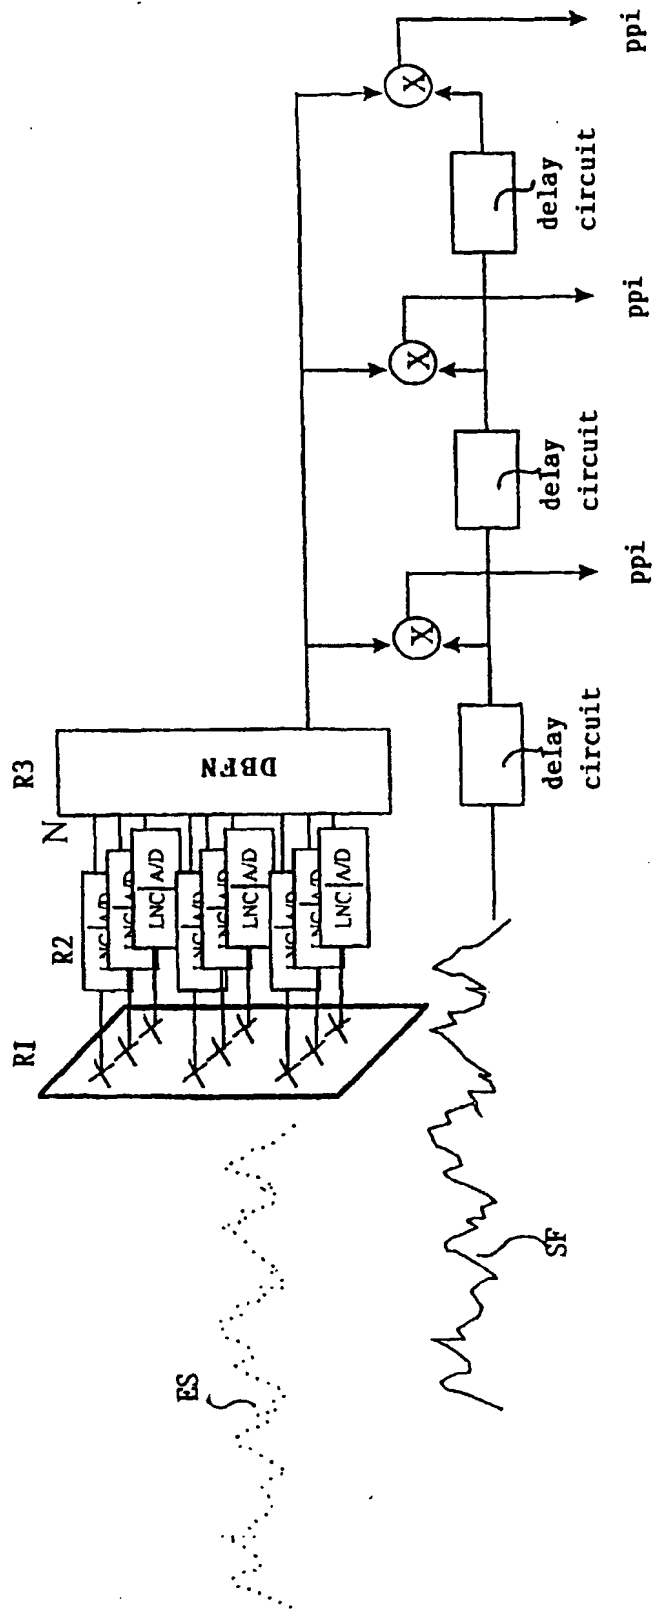 R1
R2
N
R3
LNC A/D
LNC A/D
LNC A/D
LNC A/D
LNC A/D
LNC A/D
LNC A/D
LNC A/D
LNC A/D
DBFN
X
X
X
ES
SF
delay
circuit
delay
circuit
delay
circuit
ppi
ppi
ppi